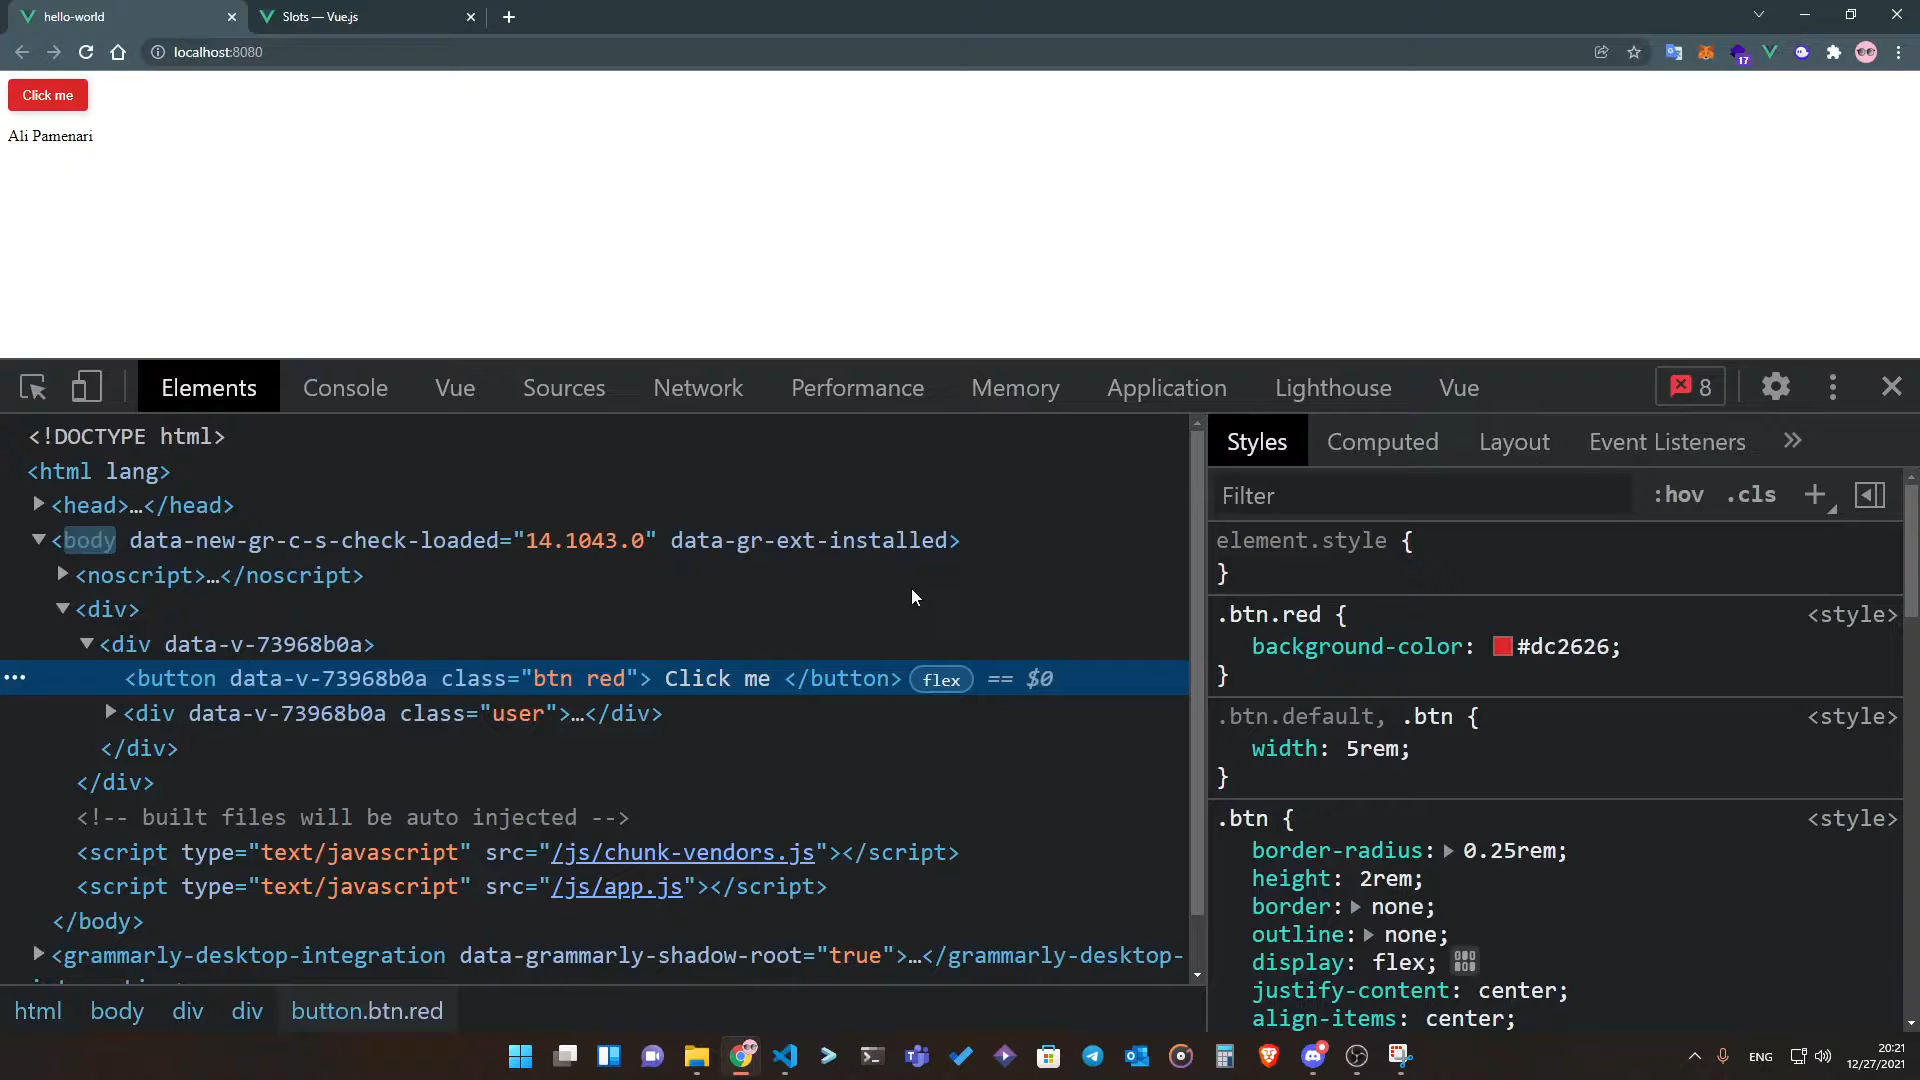 hello-world
Slots — Vue.js
localhost:8080
17
Click me
Ali Pamenari
Elements Console Vue Sources Network Performance Memory Application Lighthouse Vue
8
<!DOCTYPE html>
<html lang>
<head>…</head>
<body data-new-gr-c-s-check-loaded="14.1043.0" data-gr-ext-installed>
<noscript>…</noscript>
<div>
<div data-v-73968b0a>
<button data-v-73968b0a class="btn red"> Click me </button> flex == $0
<div data-v-73968b0a class="user">…</div>
</div>
</div>
<!-- built files will be auto injected -->
<script type="text/javascript" src="/js/chunk-vendors.js"></script>
<script type="text/javascript" src="/js/app.js"></script>
</body>
<grammarly-desktop-integration data-grammarly-shadow-root="true">…</grammarly-desktop-
html body div div button.btn.red
Styles Computed Layout Event Listeners
Filter :hov .cls
element.style {
}
.btn.red { <style>
background-color: #dc2626;
}
.btn.default, .btn { <style>
width: 5rem;
}
.btn { <style>
border-radius: 0.25rem;
height: 2rem;
border: none;
outline: none;
display: flex;
justify-content: center;
align-items: center;
ENG
20:21
12/27/2021